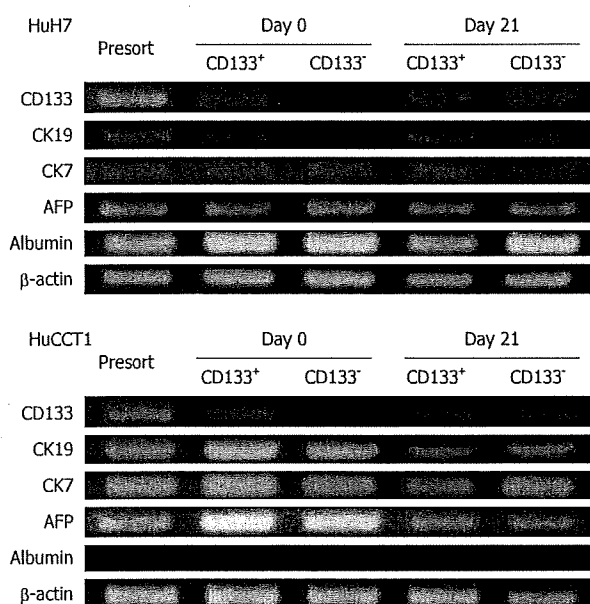 HuH7
Presort
Day 0
Day 21
CD133+
CD133-
CD133+
CD133-
CD133
CK19
CK7
AFP
Albumin
β-actin
HuCCT1
Presort
Day 0
Day 21
CD133+
CD133-
CD133+
CD133-
CD133
CK19
CK7
AFP
Albumin
β-actin